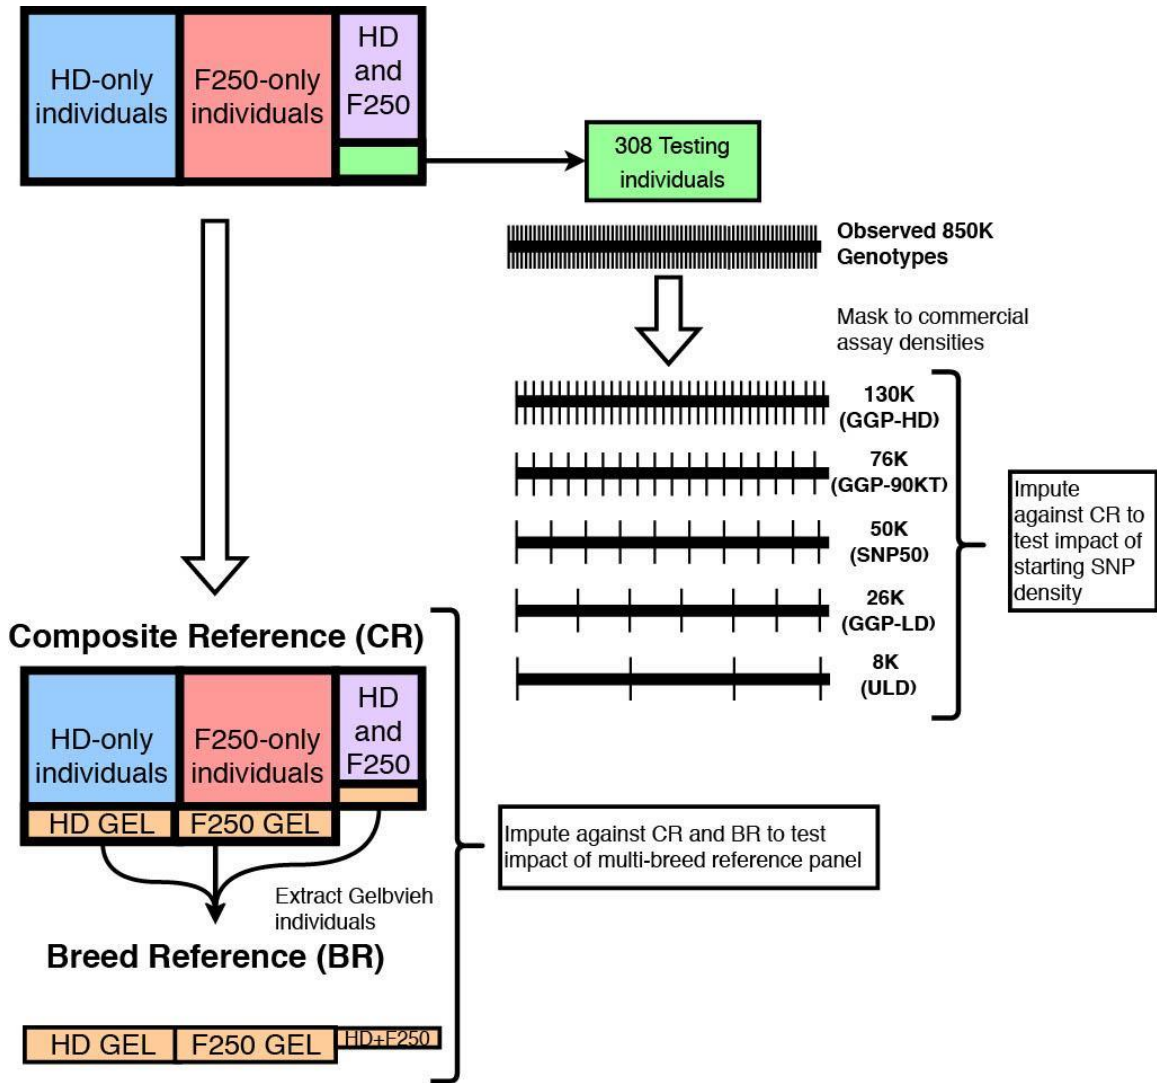 HD-only
individuals
F250-only
individuals
HD
and
F250
308 Testing
individuals
Observed 850K
Genotypes
Mask to commercial
assay densities
130K
(GGP-HD)
76K
(GGP-90KT)
50K
(SNP50)
26K
(GGP-LD)
8K
(ULD)
Impute
against CR to
test impact of
starting SNP
density
Composite Reference (CR)
HD-only
individuals
F250-only
individuals
HD
and
F250
HD GEL
F250 GEL
Impute against CR and BR to test
impact of multi-breed reference panel
Extract Gelbvieh
individuals
Breed Reference (BR)
HD GEL
F250 GEL
HD+F250